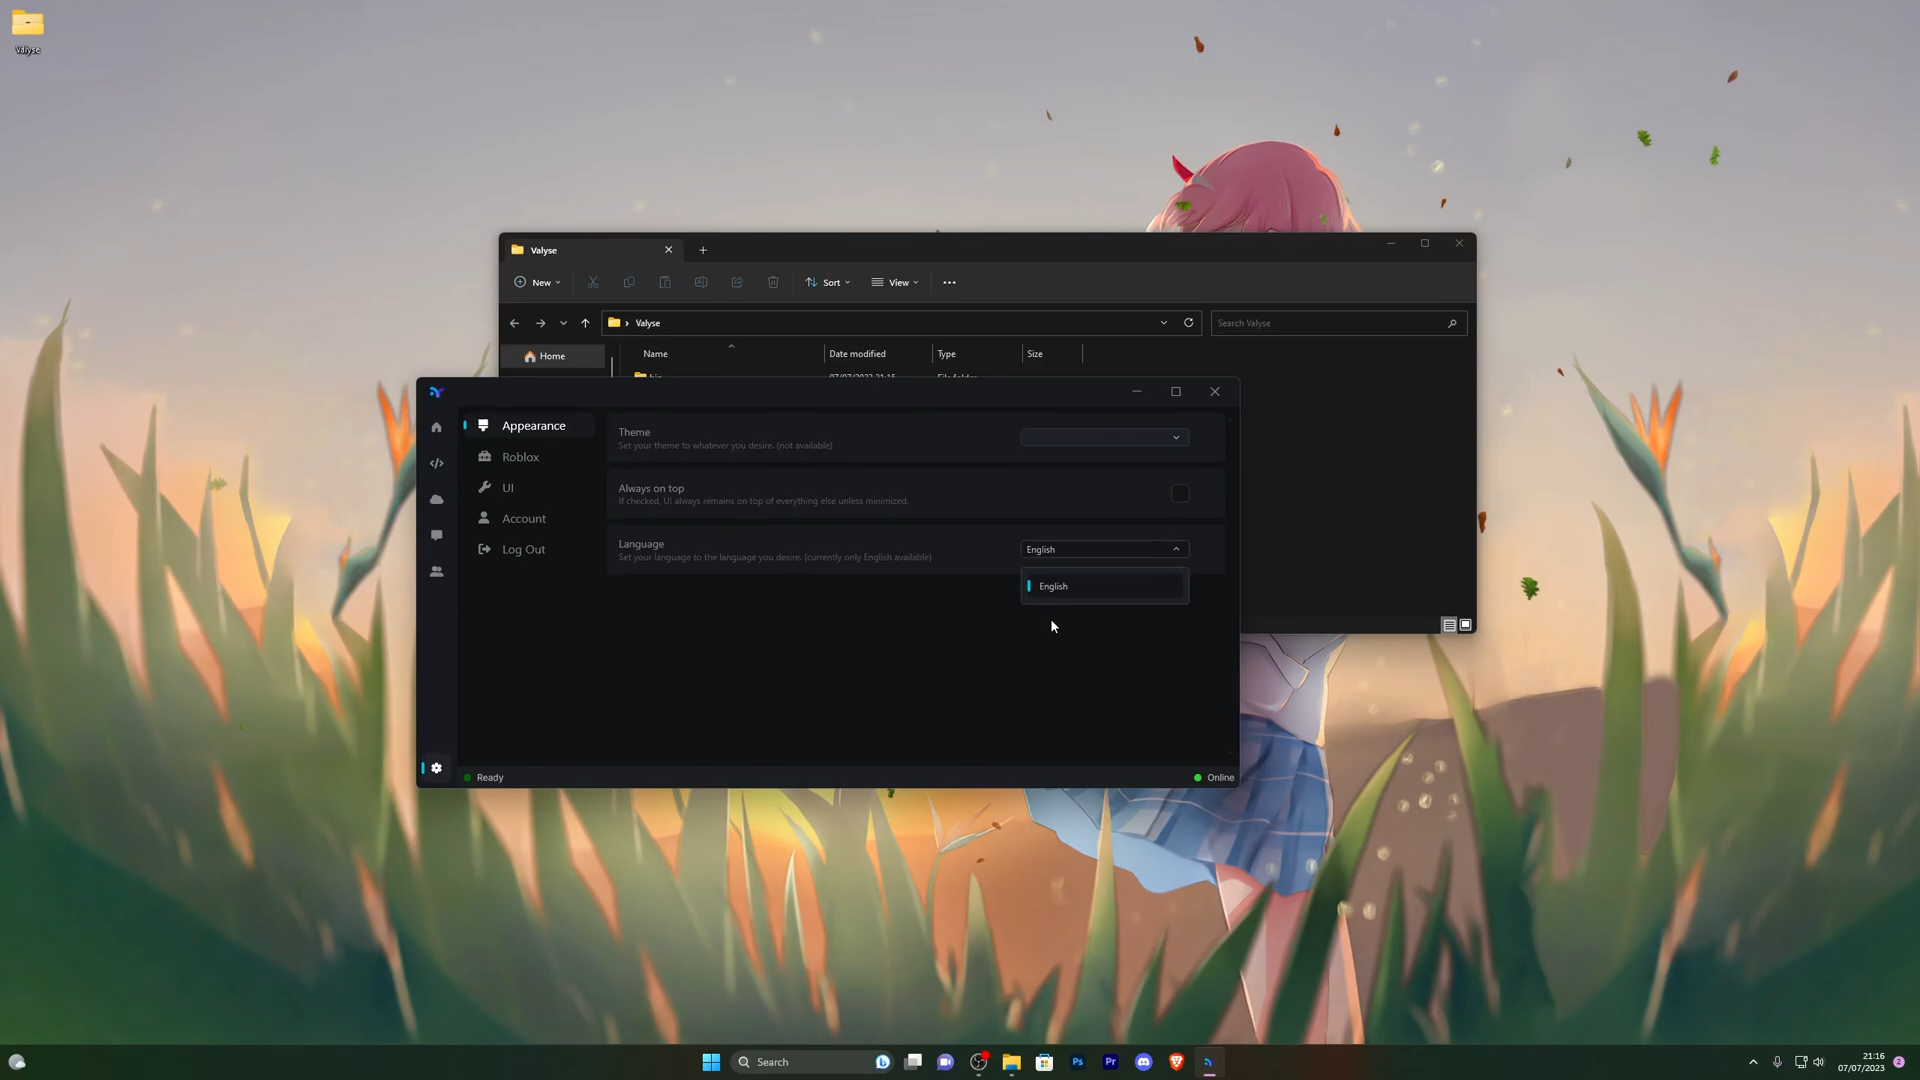 Valyse
Valyse
New
Sort
View
Valyse
Search Valyse
Home
Name
Date modified
Type
Size
Appearance
Roblox
UI
Account
Log Out
Theme
Set your theme to whatever you desire. (not available)
Always on top
If checked, UI always remains on top of everything else unless minimized.
Language
Set your language to the language you desire. (currently only English available)
English
English
Ready
Online
Search
Ps
Pr
21:16
07/07/2023
2